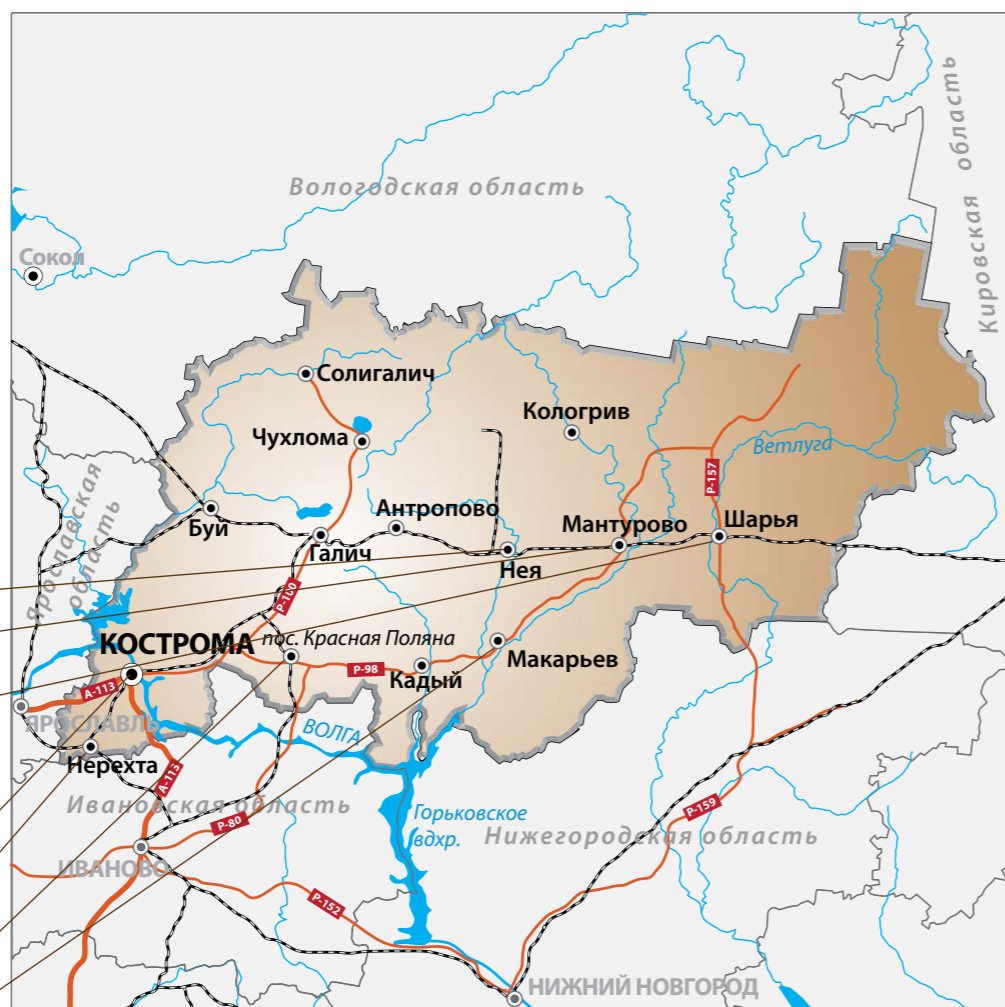 Вологодская область
Кировская область
Сокол
Солигалич
Чухлома
Кологрив
Ветлуга
Р-157
Ярославская
область
Буй
Антропово
Мантурово
Шарья
Галич
Нея
Р-100
КОСТРОМА
пос. Красная Поляна
Р-98
Кадый
Макарьев
А-113
ЯРОСЛАВЛЬ
ВОЛГА
Нерехта
А-113
Ивановская область
Р-80
Горьковское
вдхр.
Нижегородская область
Р-159
ИВАНОВО
Р-152
НИЖНИЙ НОВГОРОД